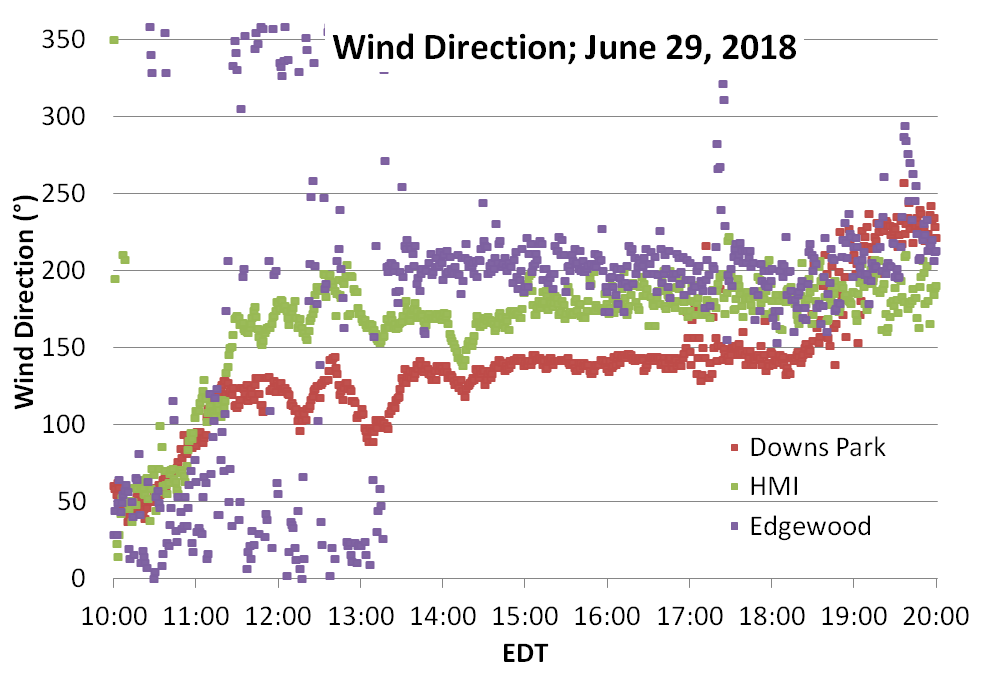 Wind Direction; June 29, 2018
350
300
250
200
150
100
50
0
Wind Direction (°)
Downs Park
HMI
Edgewood
10:00 11:00 12:00 13:00 14:00 15:00 16:00 17:00 18:00 19:00 20:00
EDT